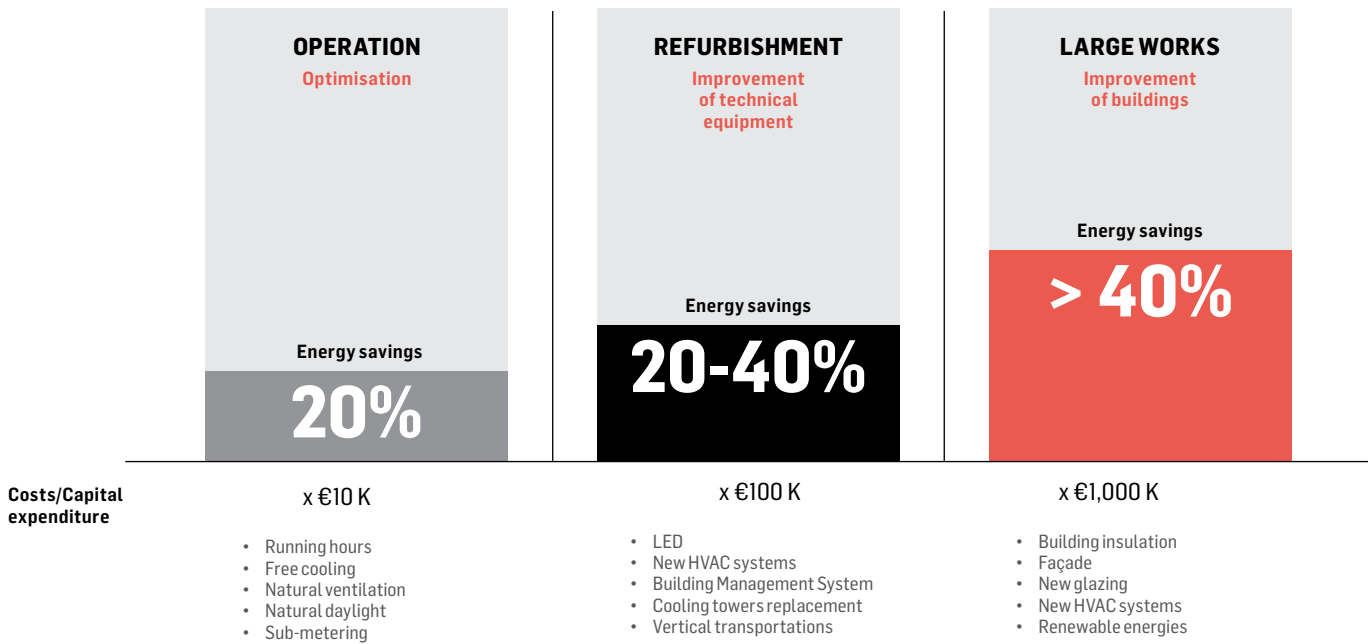 OPERATION
Optimisation
Energy savings
20%
REFURBISHMENT
Improvement
of technical
equipment
Energy savings
20-40%
LARGE WORKS
Improvement
of buildings
Energy savings
> 40%
Costs/Capital
expenditure
x €10 K
• Running hours
• Free cooling
• Natural ventilation
• Natural daylight
• Sub-metering
x €100 K
• LED
• New HVAC systems
• Building Management System
• Cooling towers replacement
• Vertical transportations
x €1,000 K
• Building insulation
• Façade
• New glazing
• New HVAC systems
• Renewable energies